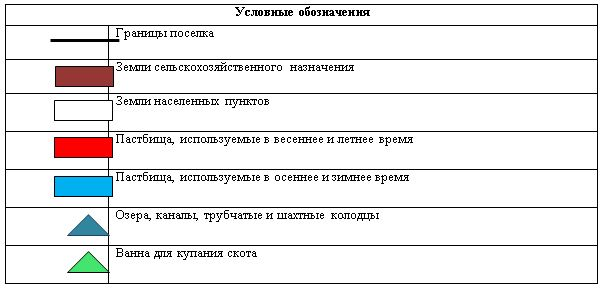 Условные обозначения
Границы поселка
Земли сельскохозяйственного назначения
Земли населенных пунктов
Пастбища, используемые в весеннее и летнее время
Пастбища, используемые в осеннее и зимнее время
Озера, каналы, трубчатые и шахтные колодцы
Ванна для купания скота